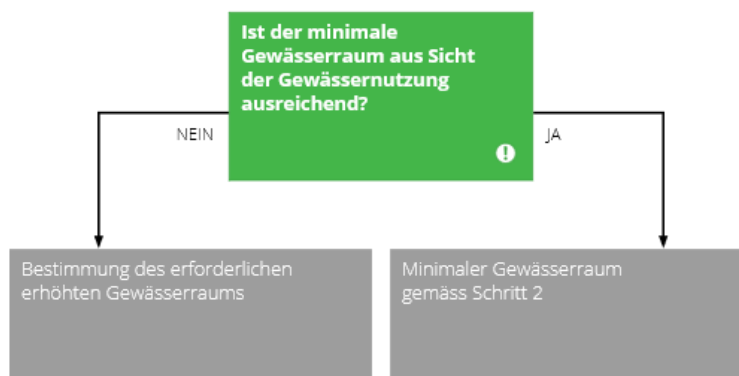 Ist der minimale
Gewässerraum aus Sicht
der Gewässernutzung
ausreichend?
NEIN
JA
Bestimmung des erforderlichen
erhöhten Gewässerraums
Minimaler Gewässerraum
gemäss Schritt 2